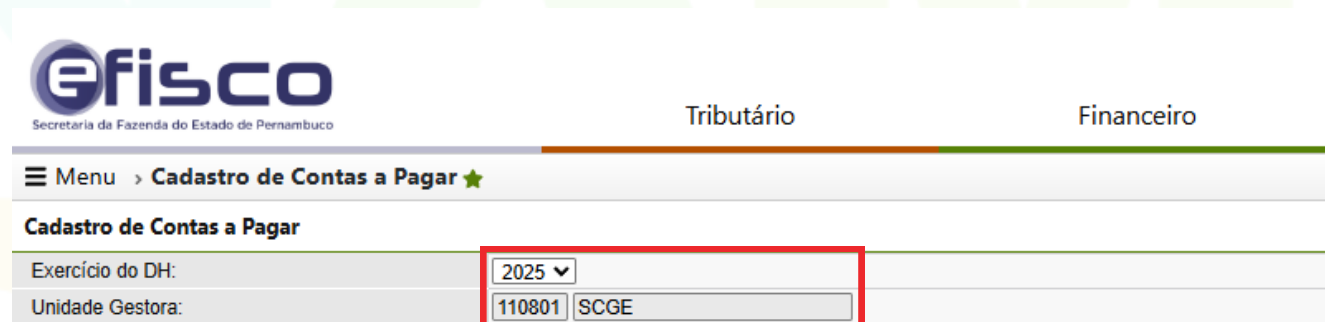 efisco
Secretaria da Fazenda do Estado de Pernambuco
Tributário
Financeiro
Menu › Cadastro de Contas a Pagar
Cadastro de Contas a Pagar
Exercício do DH: 2025
Unidade Gestora: 110801 SCGE